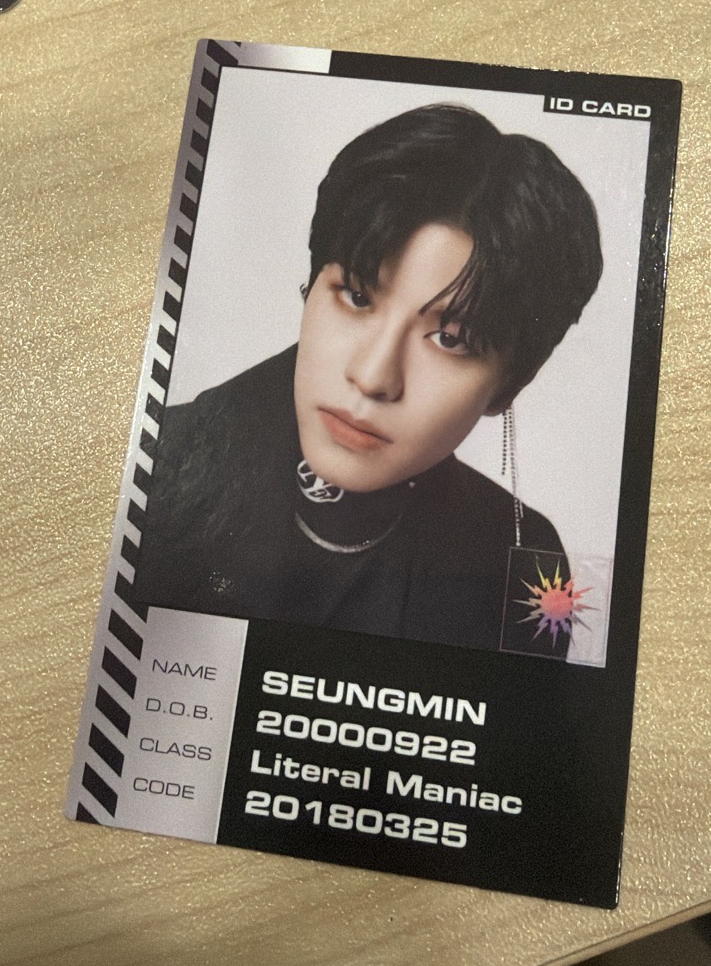 ID CARD
NAME SEUNGMIN
D.O.B. 20000922
CLASS Literal Maniac
CODE 20180325